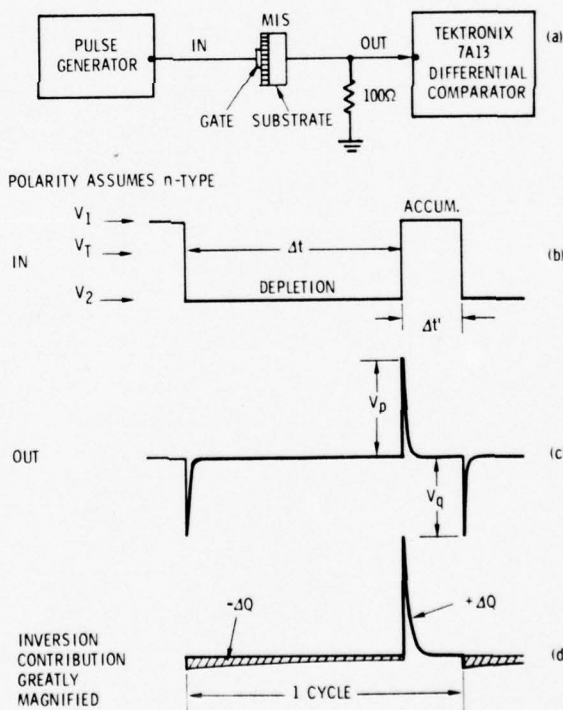 MIS
PULSE
GENERATOR
IN
OUT
TEKTRONIX
7A13
DIFFERENTIAL
COMPARATOR
(a)
100Ω
GATE
SUBSTRATE
POLARITY ASSUMES n-TYPE
V1
VT
V2
IN
Δt
ACCUM.
DEPLETION
Δt'
(b)
Vp
OUT
(c
Vq
-ΔQ
+ΔQ
INVERSION
CONTRIBUTION
GREATLY
MAGNIFIED
(d
1 CYCLE